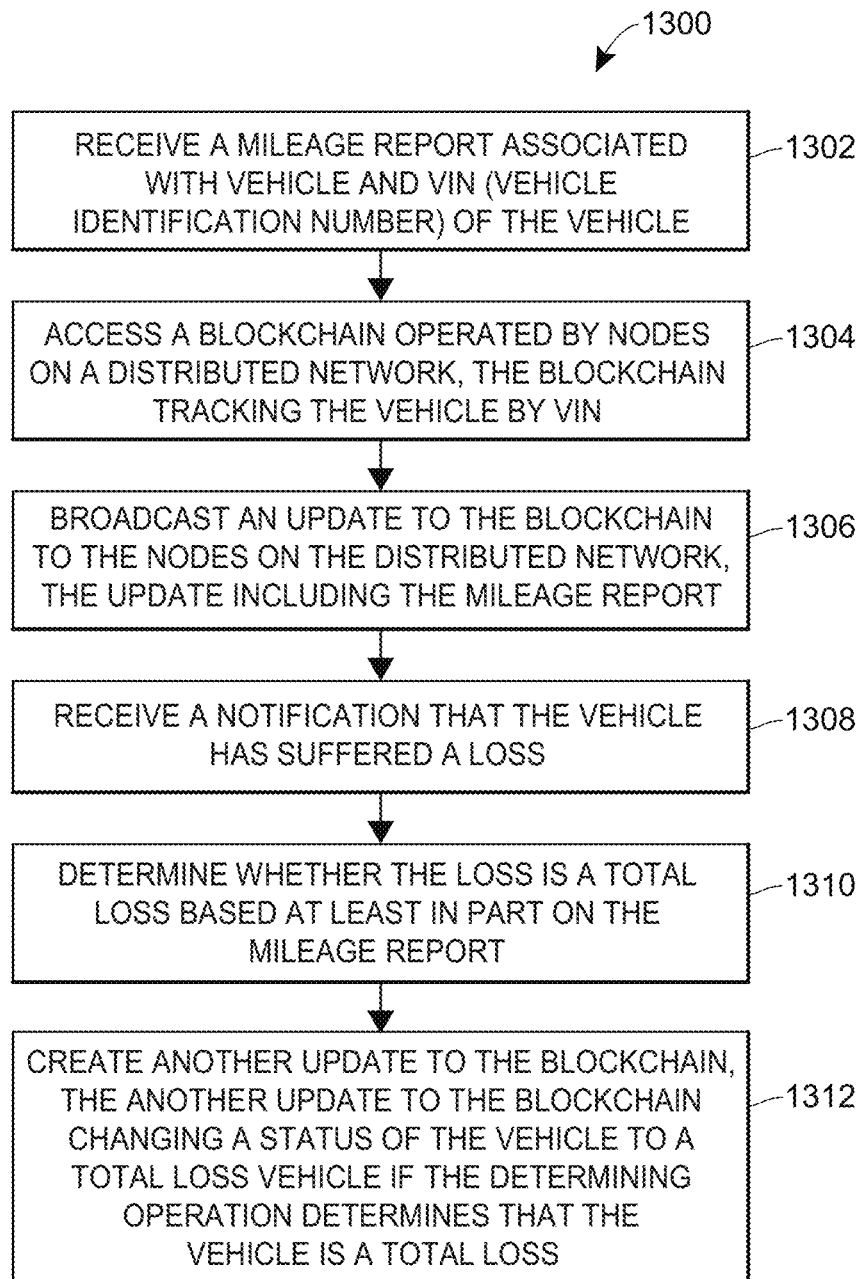 1300
RECEIVE A MILEAGE REPORT ASSOCIATED
WITH VEHICLE AND VIN (VEHICLE
IDENTIFICATION NUMBER) OF THE VEHICLE
1302
ACCESS A BLOCKCHAIN OPERATED BY NODES
ON A DISTRIBUTED NETWORK, THE BLOCKCHAIN
TRACKING THE VEHICLE BY VIN
1304
BROADCAST AN UPDATE TO THE BLOCKCHAIN
TO THE NODES ON THE DISTRIBUTED NETWORK,
THE UPDATE INCLUDING THE MILEAGE REPORT
1306
RECEIVE A NOTIFICATION THAT THE VEHICLE
HAS SUFFERED A LOSS
1308
DETERMINE WHETHER THE LOSS IS A TOTAL
LOSS BASED AT LEAST IN PART ON THE
MILEAGE REPORT
1310
CREATE ANOTHER UPDATE TO THE BLOCKCHAIN,
THE ANOTHER UPDATE TO THE BLOCKCHAIN
CHANGING A STATUS OF THE VEHICLE TO A
TOTAL LOSS VEHICLE IF THE DETERMINING
OPERATION DETERMINES THAT THE
VEHICLE IS A TOTAL LOSS
1312